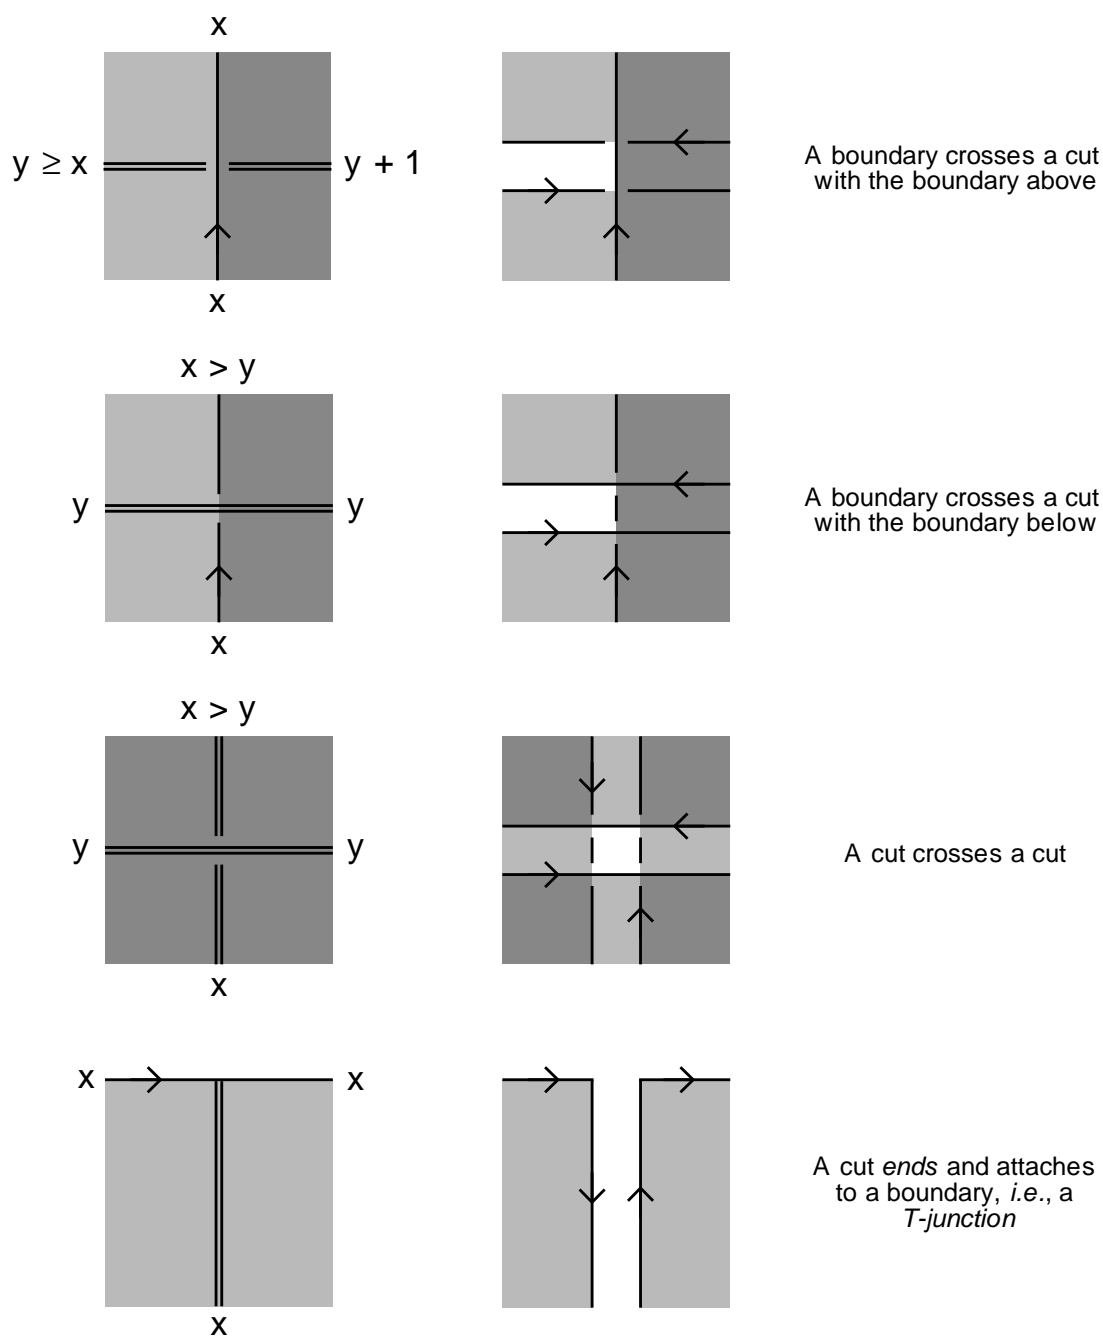 x
y ≥ x
y + 1
x
A boundary crosses a cut
with the boundary above
x > y
y
y
x
A boundary crosses a cut
with the boundary below
x > y
y
y
x
A cut crosses a cut
x
x
x
A cut ends and attaches
to a boundary, i.e., a
T-junction